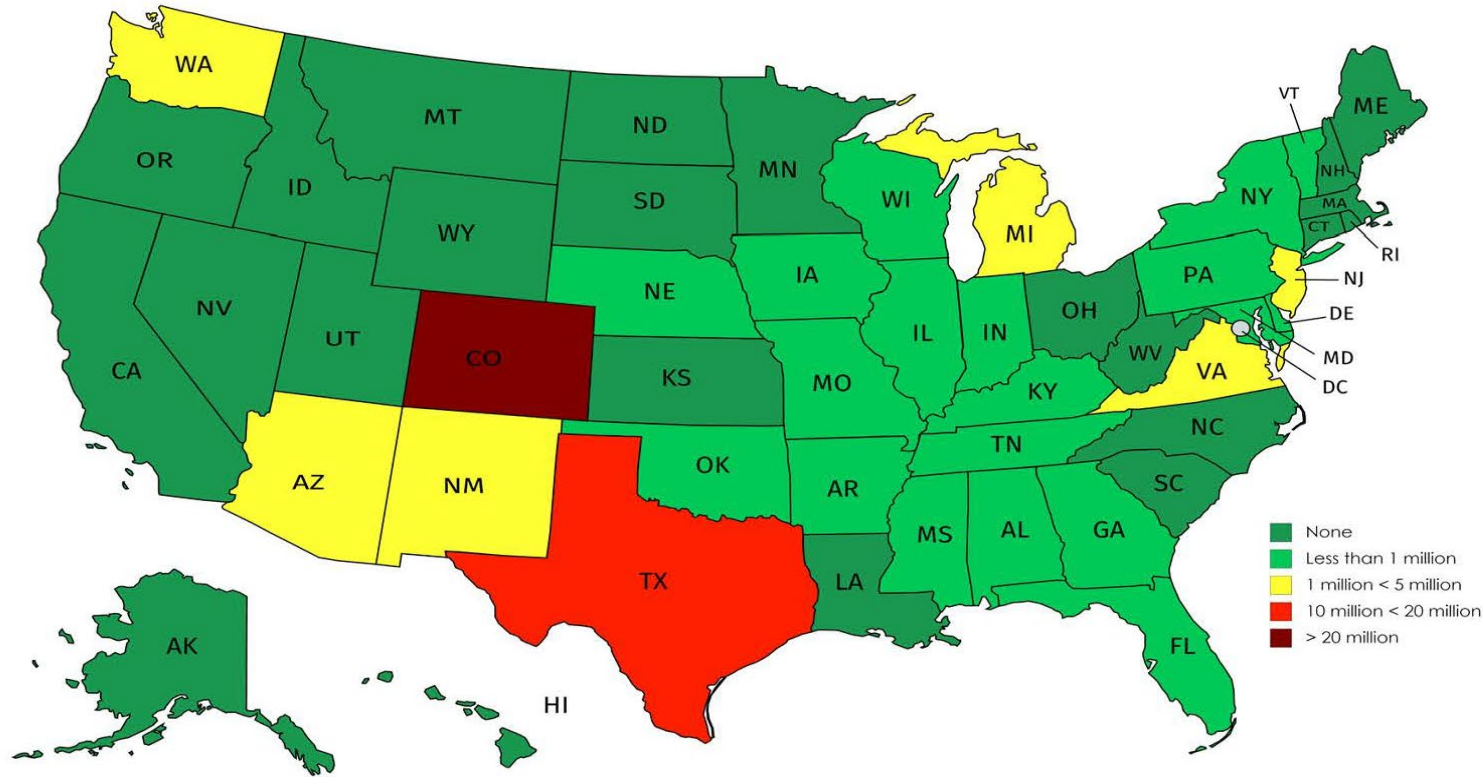 WA
OR
ID
MT
WY
ND
SD
MN
WI
MI
ME
VT
NH
MA
CT
RI
NY
PA
NJ
DE
MD
DC
CA
NV
UT
CO
NE
KS
IA
IL
IN
OH
WV
VA
MO
KY
TN
NC
SC
AZ
NM
OK
AR
TX
LA
MS
AL
GA
FL
AK
HI
None
Less than 1 million
1 million < 5 million
10 million < 20 million
> 20 million